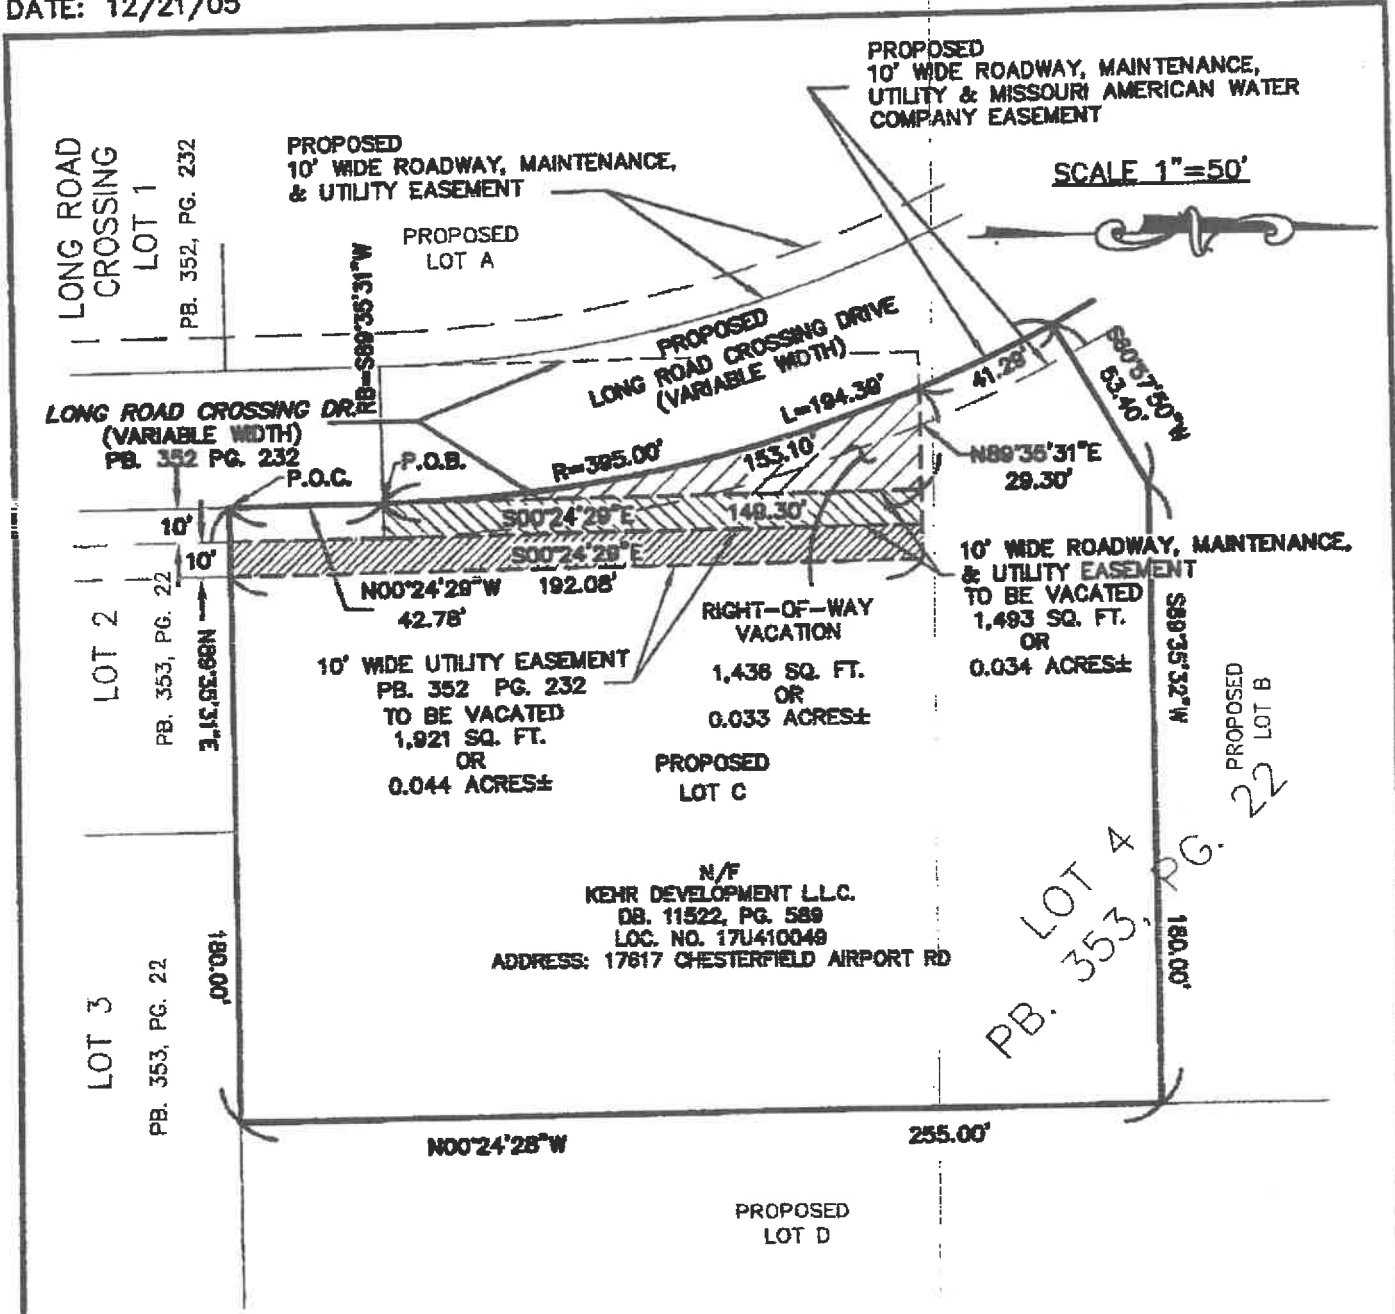 DATE: 12/21/05
PROPOSED
10' WIDE ROADWAY, MAINTENANCE,
UTILITY & MISSOURI AMERICAN WATER
COMPANY EASEMENT
SCALE 1"=50'
PROPOSED
10' WIDE ROADWAY, MAINTENANCE,
& UTILITY EASEMENT
LONG ROAD
CROSSING
LOT 1
PB. 352, PG. 232
PROPOSED
LOT A
RB=S89°35'31"W
PROPOSED
LONG ROAD CROSSING DRIVE
(VARIABLE WIDTH)
L=194.39'
41.29'
S60°57'50"W
53.40'
LONG ROAD CROSSING DR.
(VARIABLE WIDTH)
PB. 352 PG. 232
P.O.C.
P.O.B.
R=395.00'
153.10'
N89°35'31"E
29.30'
10'
10'
S00°24'29"E
149.30'
S00°24'29"E
192.08'
N00°24'29"W
42.78'
10' WIDE ROADWAY, MAINTENANCE,
& UTILITY EASEMENT
TO BE VACATED
1,493 SQ. FT.
OR
0.034 ACRES±
RIGHT-OF-WAY
VACATION
1,436 SQ. FT.
OR
0.033 ACRES±
10' WIDE UTILITY EASEMENT
PB. 352 PG. 232
TO BE VACATED
1,921 SQ. FT.
OR
0.044 ACRES±
LOT 2
PB. 353, PG. 22
N89°35'31"E
180.00'
S89°35'32"W
180.00'
PROPOSED
LOT B
PROPOSED
LOT C
LOT 4
PB. 353, PG. 22
N/F
KEHR DEVELOPMENT L.L.C.
DB. 11522, PG. 589
LOC. NO. 17U410049
ADDRESS: 17617 CHESTERFIELD AIRPORT RD
LOT 3
PB. 353, PG. 22
N00°24'28"W
255.00'
PROPOSED
LOT D